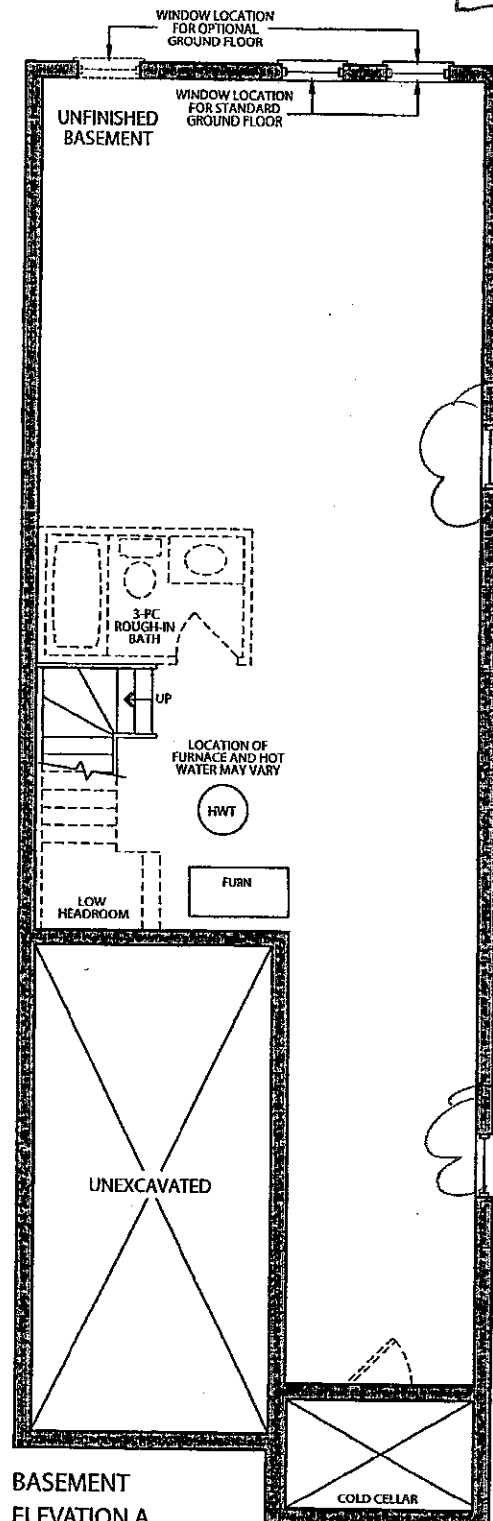 WINDOW LOCATION
FOR OPTIONAL
GROUND FLOOR
WINDOW LOCATION
FOR STANDARD
GROUND FLOOR
UNFINISHED
BASEMENT
3-PC
ROUGH-IN
BATH
UP
LOCATION OF
FURNACE AND HOT
WATER MAY VARY
HWT
FURN
LOW
HEADROOM
UNEXCAVATED
COLD CELLAR
BASEMENT
ELEVATION A